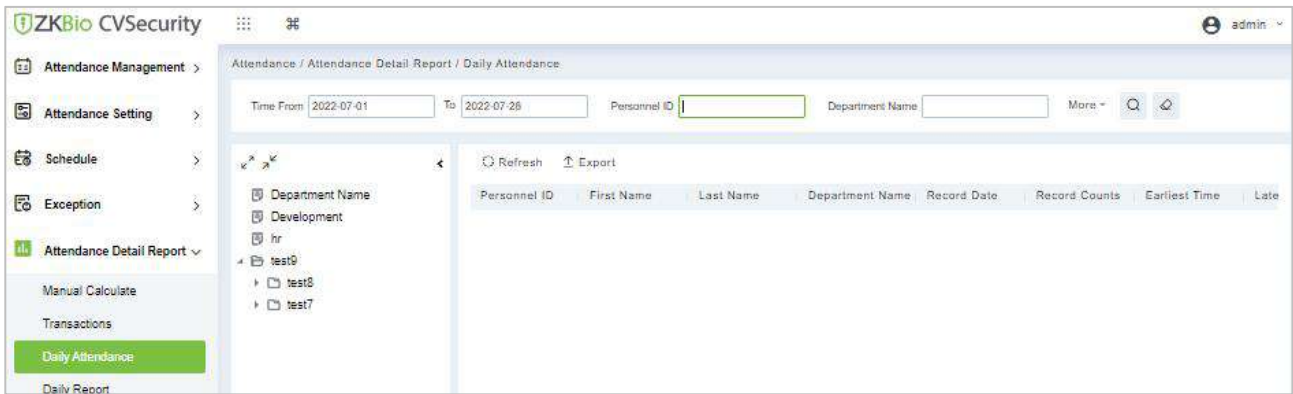 ZKBio CVSecurity
admin
Attendance Management
Attendance Setting
Schedule
Exception
Attendance Detail Report
Manual Calculate
Transactions
Daily Attendance
Daily Report
Attendance / Attendance Detail Report / Daily Attendance
Time From 2022-07-01 To 2022-07-28 Personnel ID Department Name More
Department Name
Development
hr
test9
test8
test7
Refresh Export
Personnel ID First Name Last Name Department Name Record Date Record Counts Earliest Time Late